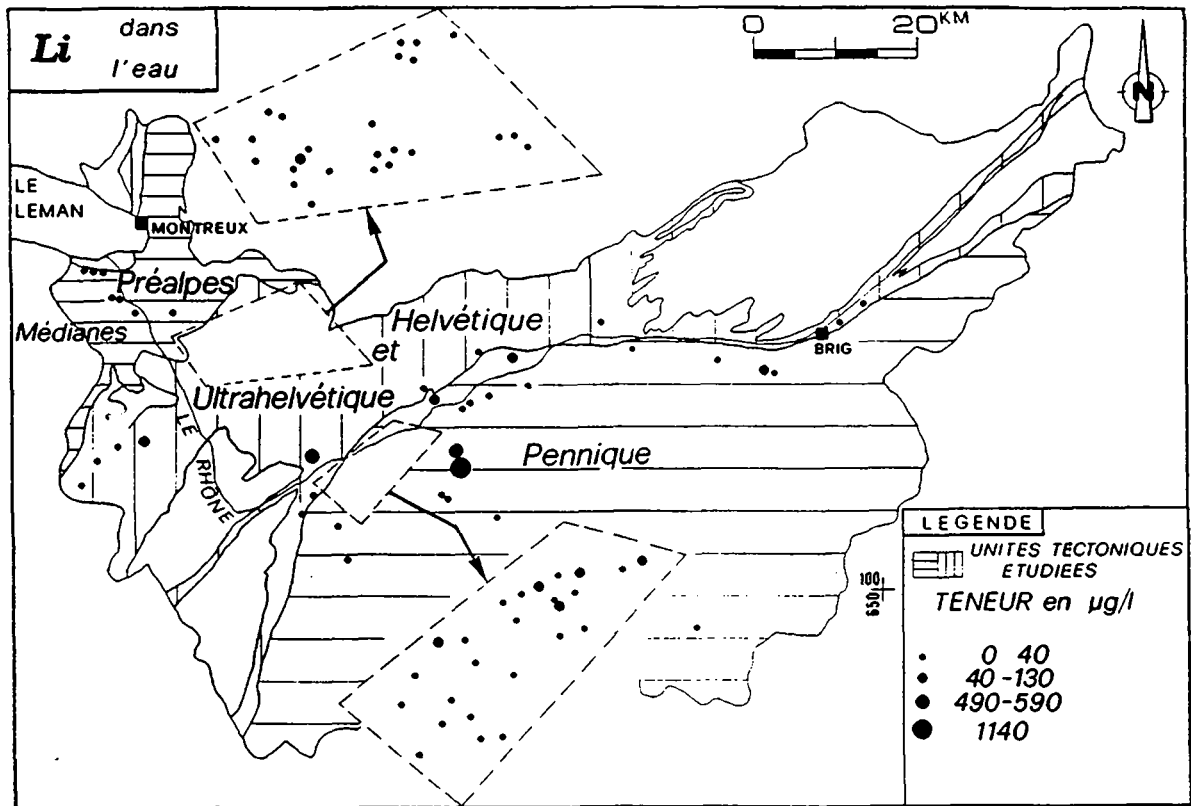 Li
dans
l'eau
0 20 KM
N
LE
LEMAN
MONTREUX
Préalpes
Médianes
Helvétique
et
Ultrahelvétique
BRIG
LE
RHÔNE
Pennique
100
650
LEGENDE
UNITES TECTONIQUES
ETUDIEES
TENEUR en µg/l
0 40
40-130
490-590
1140